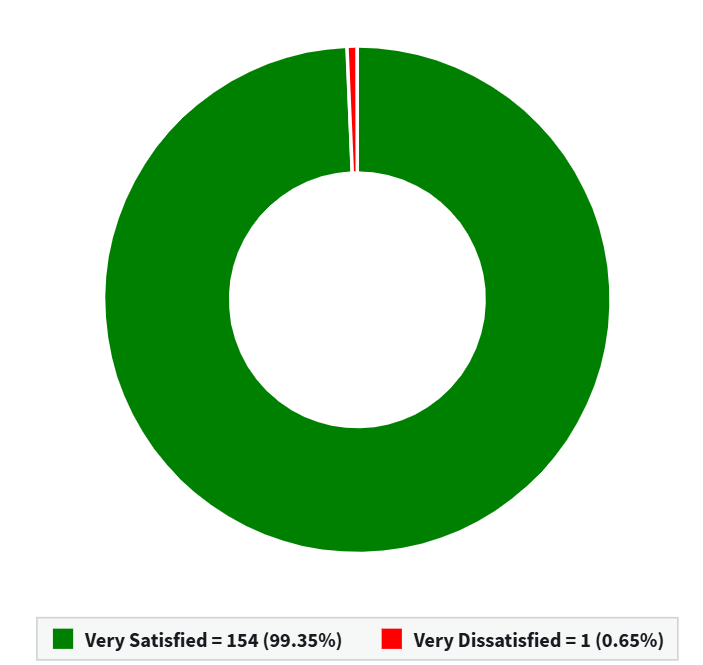 Very Satisfied = 154 (99.35%) Very Dissatisfied = 1 (0.65%)